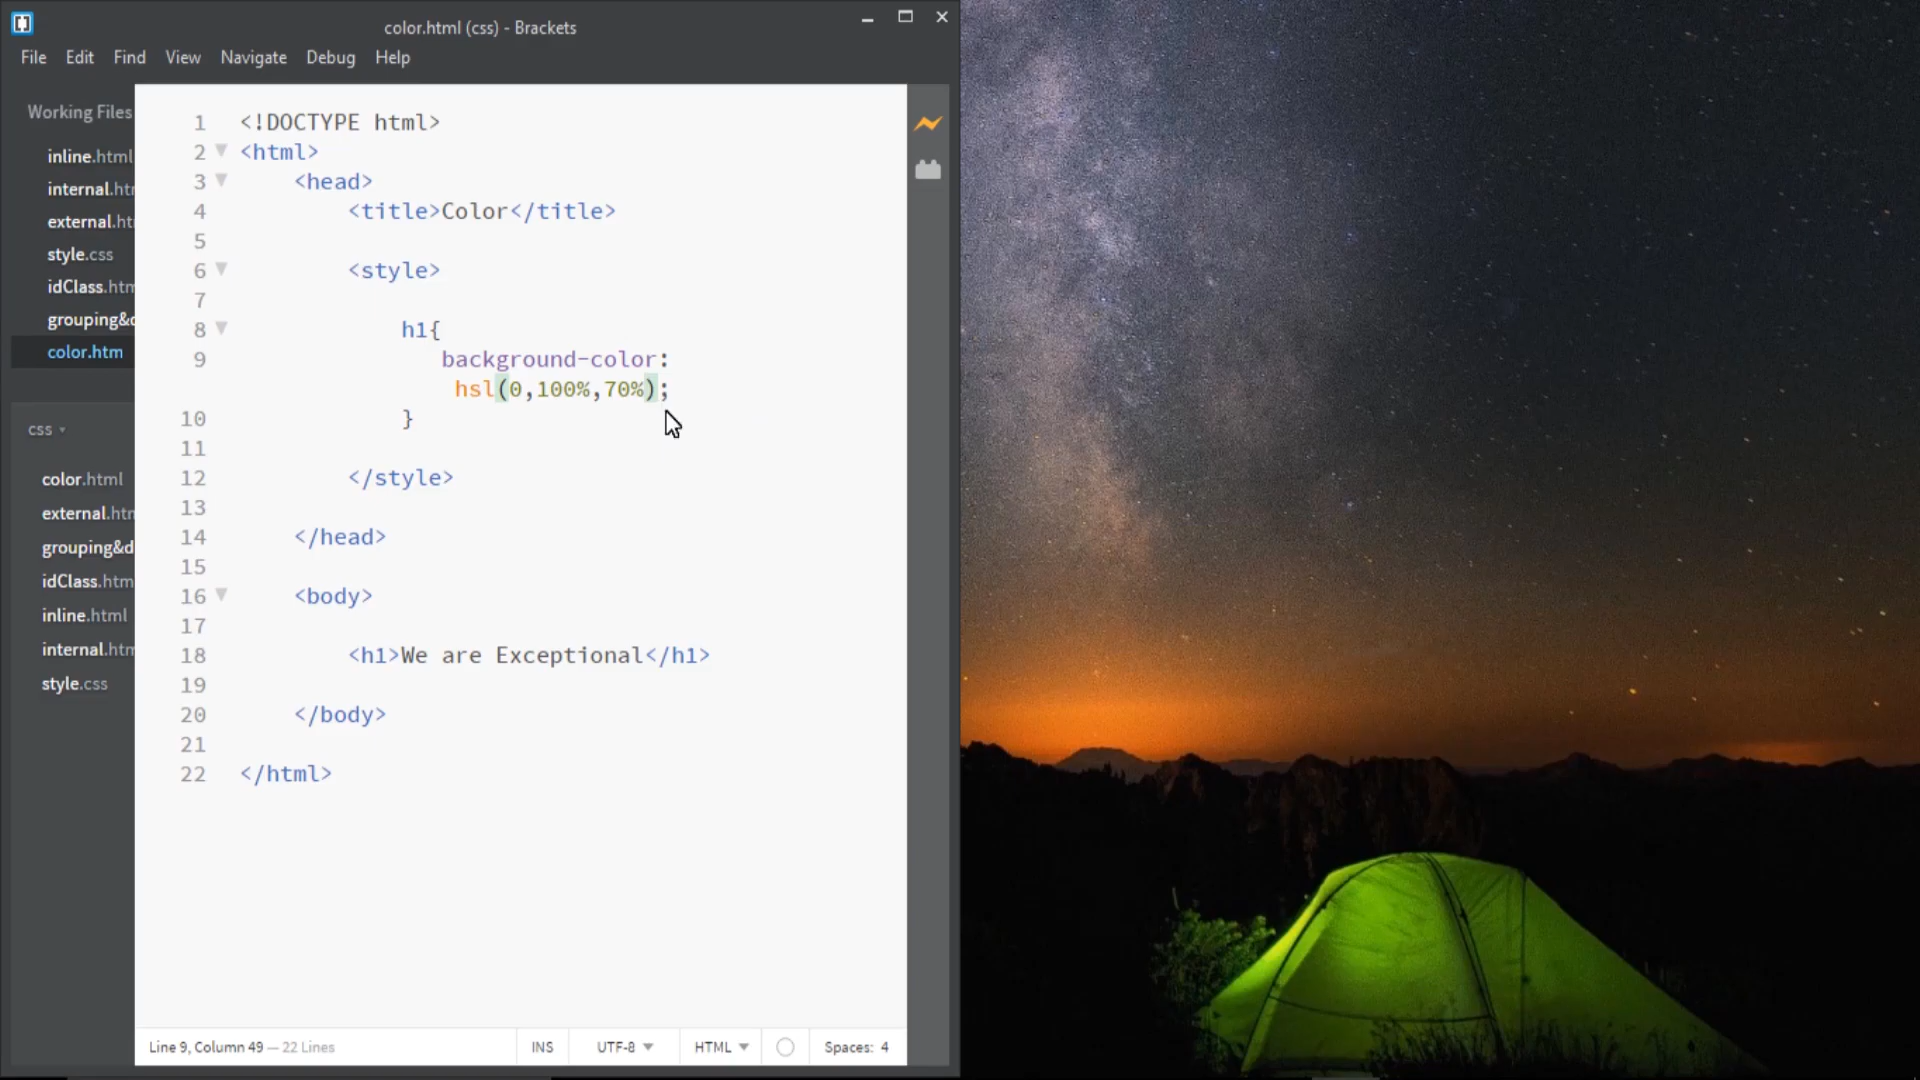 color.html (css) - Brackets
File Edit Find View Navigate Debug Help
Working Files
inline.html
internal.htm
external.ht
style.css
idClass.htm
grouping&d
color.htm
css
color.html
external.htm
grouping&d
idClass.htm
inline.html
internal.htm
style.css
1 <!DOCTYPE html>
2 <html>
3 <head>
4 <title>Color</title>
5
6 <style>
7
8 h1{
9 background-color:
hsl(0,100%,70%);
10 }
11
12 </style>
13
14 </head>
15
16 <body>
17
18 <h1>We are Exceptional</h1>
19
20 </body>
21
22 </html>
Line 9, Column 49 — 22 Lines INS UTF-8 HTML Spaces: 4